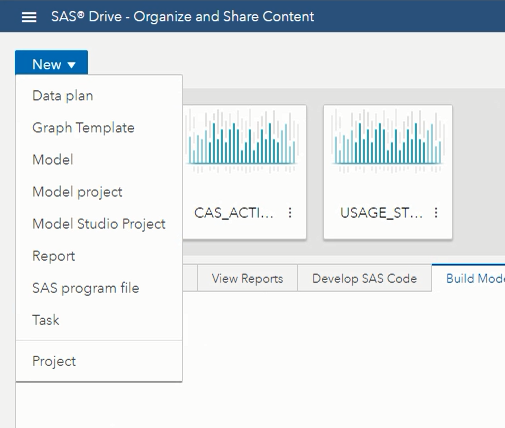 SAS® Drive - Organize and Share Content
New
Data plan
Graph Template
Model
Model project
Model Studio Project
Report
SAS program file
Task
Project
CAS_ACTI...
USAGE_ST...
View Reports
Develop SAS Code
Build Mode